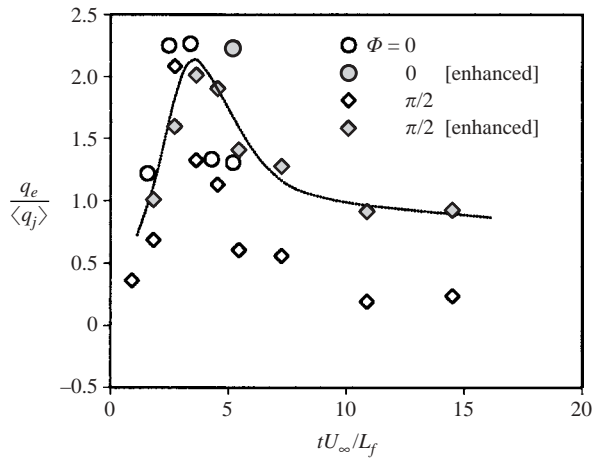 2.5
2.0
1.5
1.0
0.5
0
–0.5
q_e
⟨q_j⟩
Φ = 0
0 [enhanced]
π/2
π/2 [enhanced]
0 5 10 15 20
tU_∞/L_f